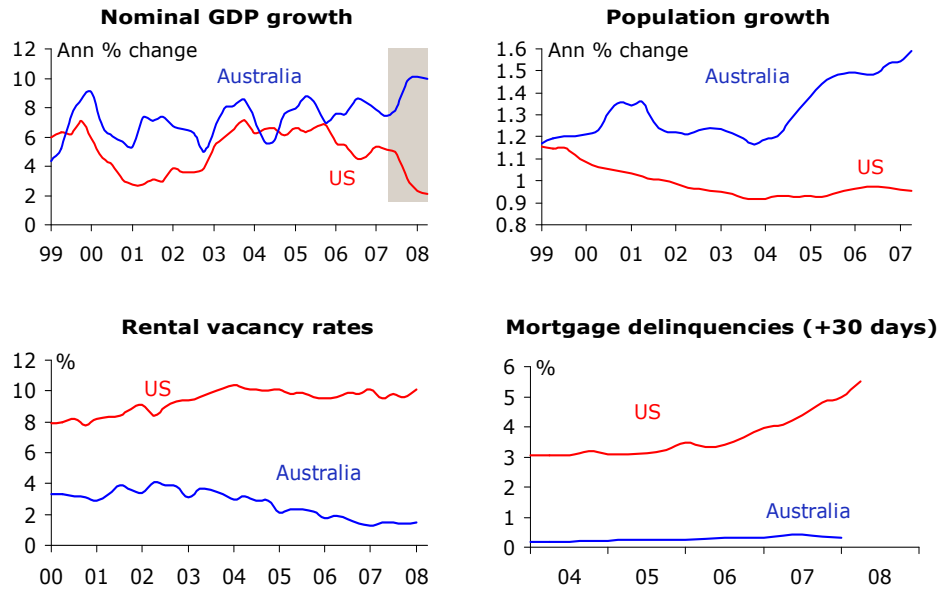 Nominal GDP growth
12
Ann % change
Australia
10
8
6
4
US
2
0
99 00 01 02 03 04 05 06 07 08
Population growth
1.6
Ann % change
Australia
1.5
1.4
1.3
1.2
1.1
US
1
0.9
0.8
99 00 01 02 03 04 05 06 07
Rental vacancy rates
12
%
US
10
8
6
Australia
4
2
0
00 01 02 03 04 05 06 07 08
Mortgage delinquencies (+30 days)
6
%
5
US
4
3
2
Australia
1
0
04 05 06 07 08